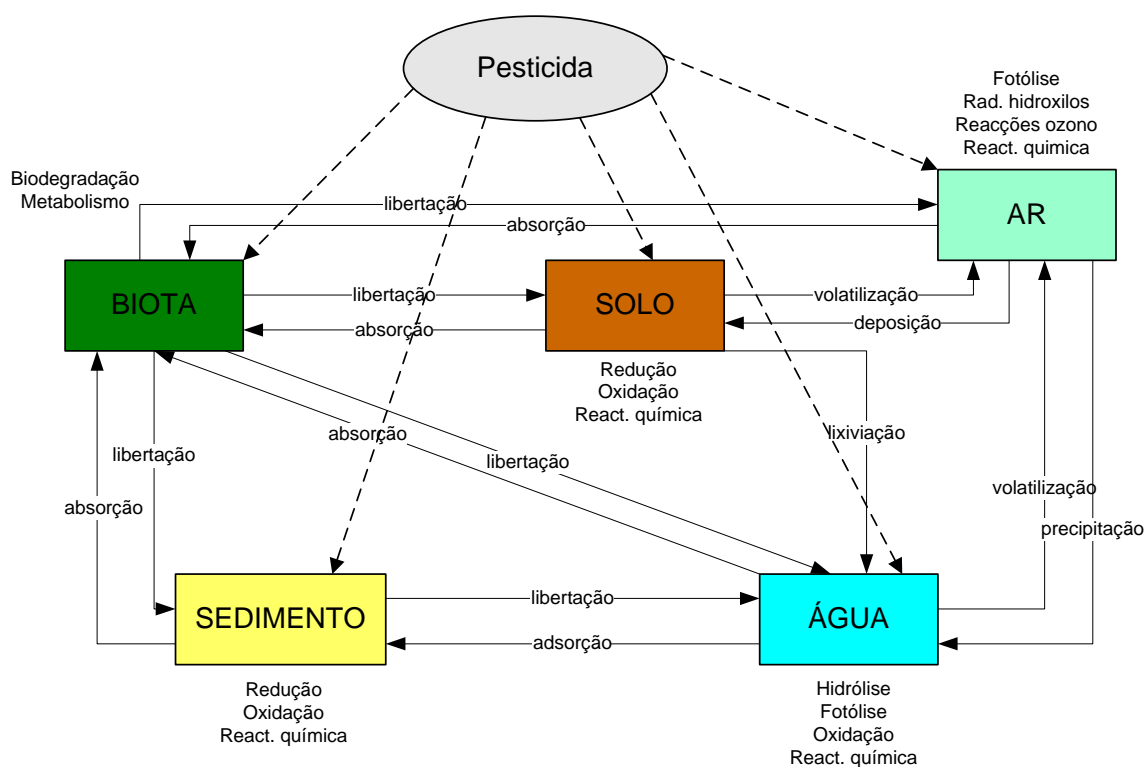 Pesticida
Fotólise
Rad. hidroxilos
Reacções ozono
React. quimica
Biodegradação
Metabolismo
libertação
AR
absorção
BIOTA
libertação
SOLO
volatilização
absorção
deposição
Redução
Oxidação
React. química
absorção
lixiviação
libertação
libertação
volatilização
absorção
precipitação
SEDIMENTO
libertação
ÁGUA
adsorção
Redução
Oxidação
React. química
Hidrólise
Fotólise
Oxidação
React. química